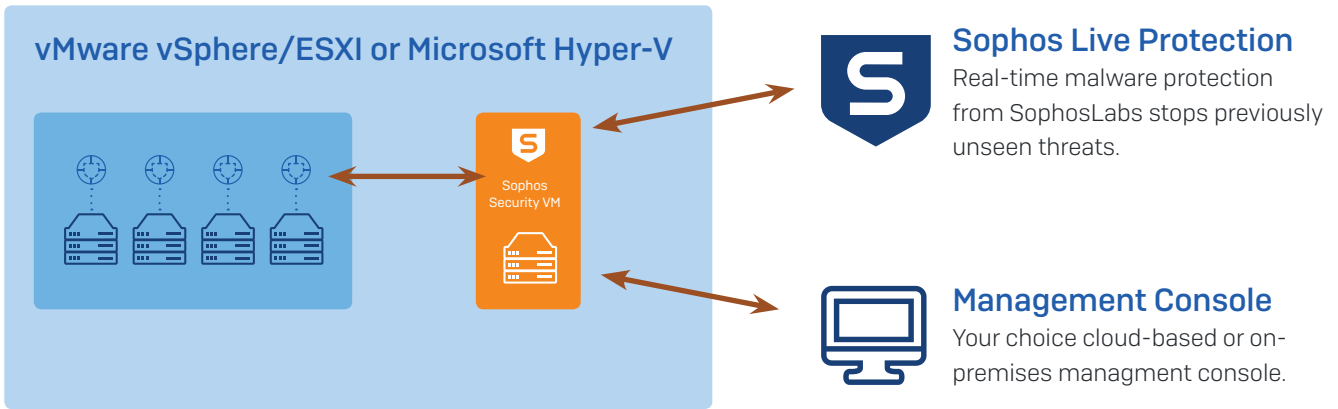 vMware vSphere/ESXI or Microsoft Hyper-V
S
Sophos
Security VM
S
Sophos Live Protection
Real-time malware protection
from SophosLabs stops previously
unseen threats.
Management Console
Your choice cloud-based or on-
premises managment console.